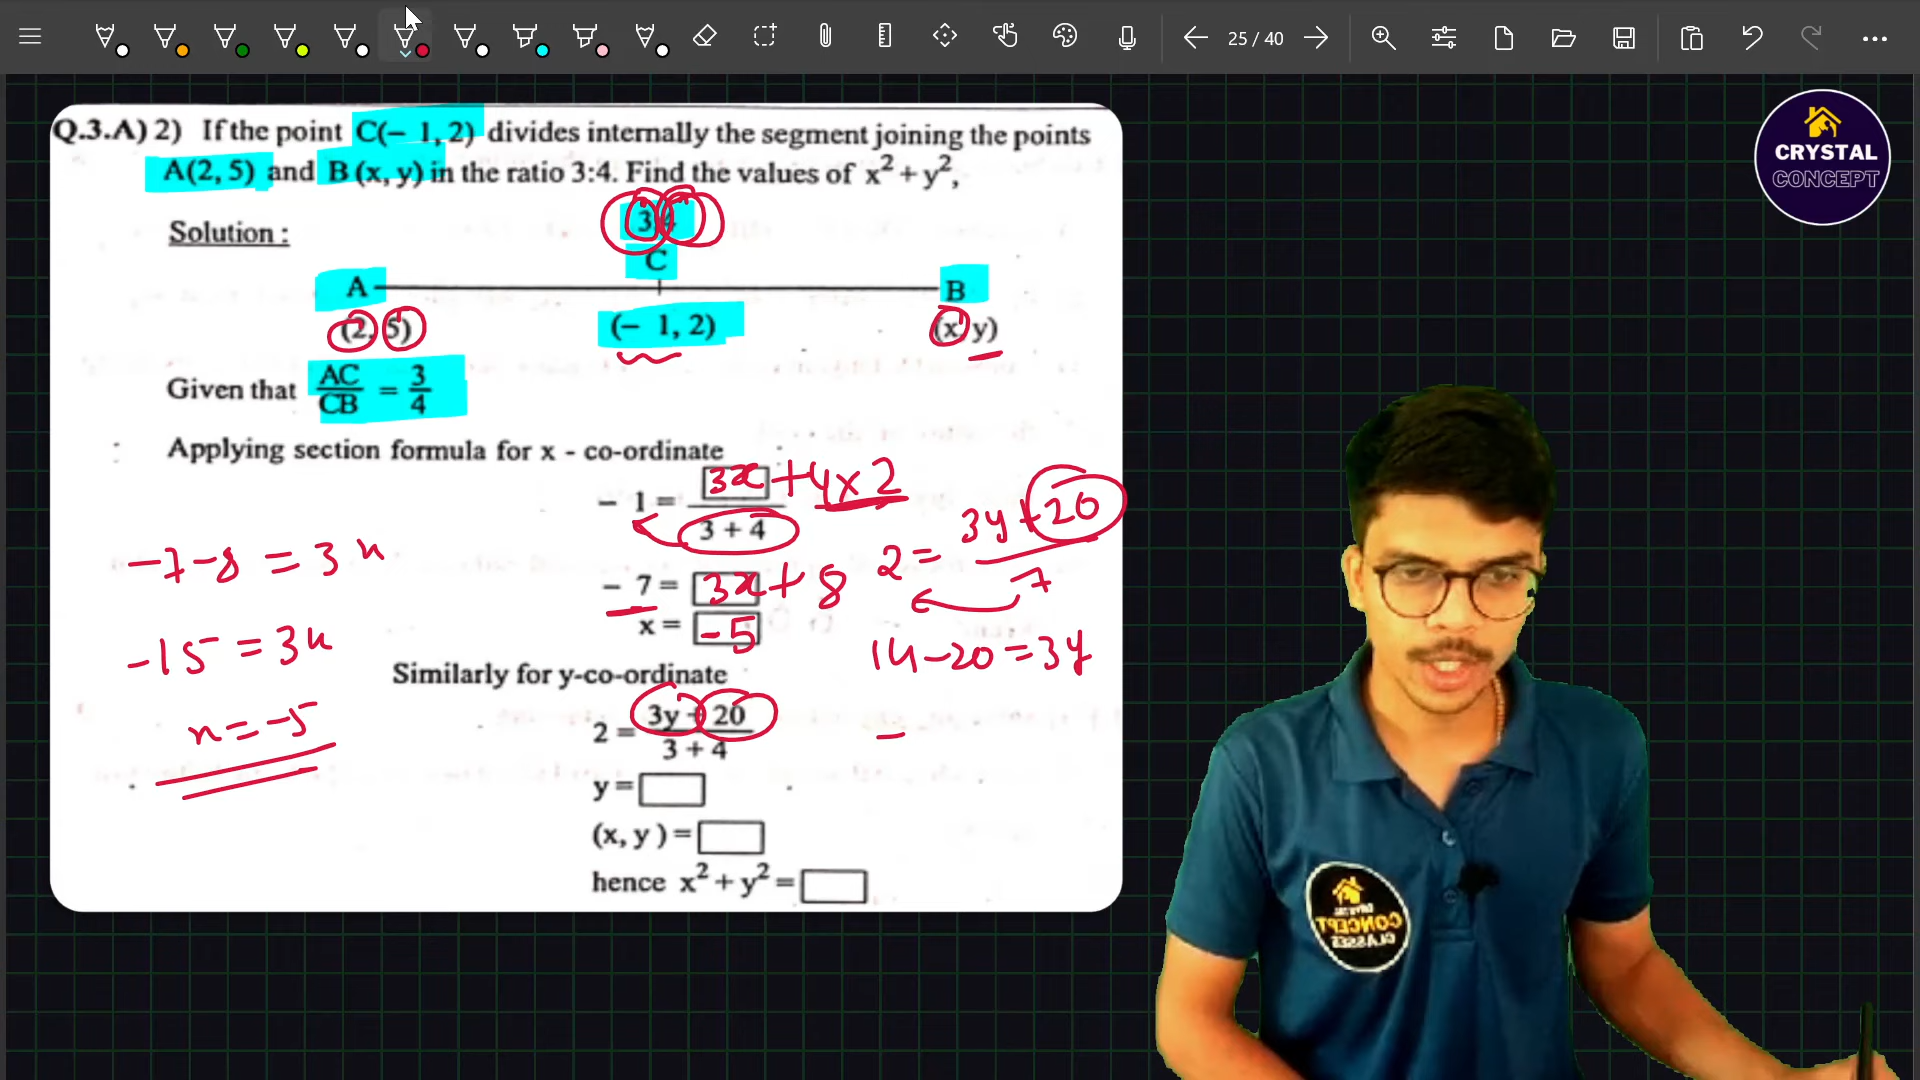 25 / 40
CRYSTAL
CONCEPT
Q.3.A) 2) If the point C(– 1, 2) divides internally the segment joining the points
A(2, 5) and B (x, y) in the ratio 3:4. Find the values of x² + y²,
Solution :
3:4
C
A B
(2, 5) (– 1, 2) (x, y)
Given that AC/CB = 3/4
Applying section formula for x - co-ordinate
– 1 = 3x + 4 x 2 / 3 + 4
– 7 = 3x + 8
x = -5
-7-8 = 3x
-15 = 3x
x = -5
2 = 3y + 20 / 7
14 - 20 = 3y
Similarly for y-co-ordinate
2 = 3y + 20 / 3 + 4
y =
(x, y ) =
hence x² + y² =
CONCEPT
CLASSES